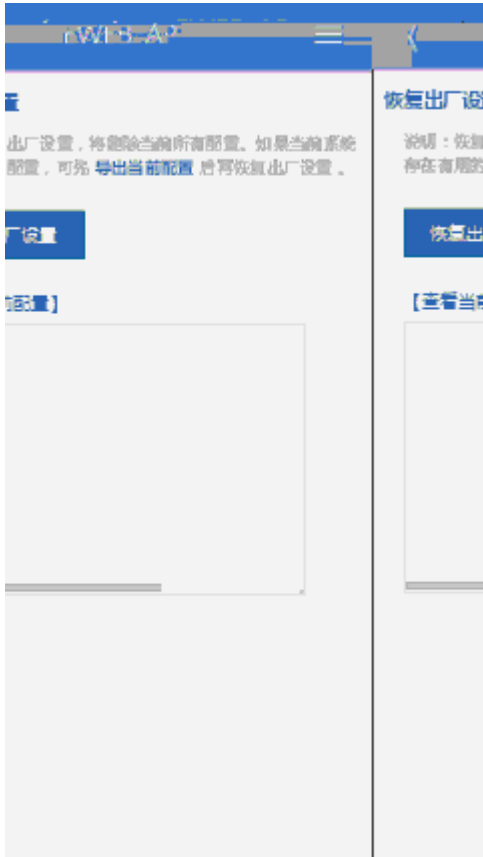 eWEB-AP
置
出厂设置，将删除当前所有配置。如果当前系统
配置，可先 导出当前配置 后再恢复出厂设置 。
厂设置
前配置】
恢复出厂设
说明：恢复
存在有用的
恢复出
【查看当前